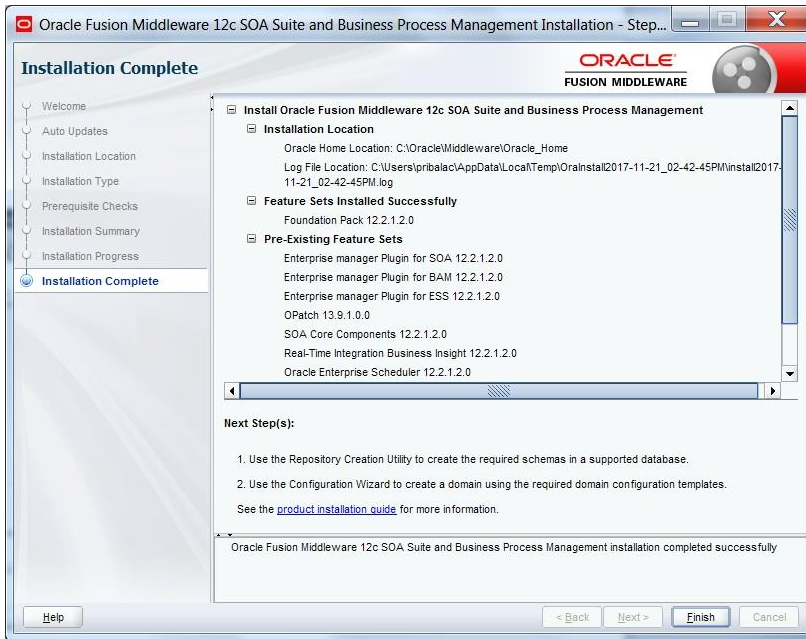 Oracle Fusion Middleware 12c SOA Suite and Business Process Management Installation - Step...
Installation Complete
ORACLE
FUSION MIDDLEWARE
Welcome
Auto Updates
Installation Location
Installation Type
Prerequisite Checks
Installation Summary
Installation Progress
Installation Complete
Install Oracle Fusion Middleware 12c SOA Suite and Business Process Management
Installation Location
Oracle Home Location: C:\Oracle\Middleware\Oracle_Home
Log File Location: C:\Users\pribalac\AppData\Local\Temp\OraInstall2017-11-21_02-42-45PM\install2017-
11-21_02-42-45PM.log
Feature Sets Installed Successfully
Foundation Pack 12.2.1.2.0
Pre-Existing Feature Sets
Enterprise manager Plugin for SOA 12.2.1.2.0
Enterprise manager Plugin for BAM 12.2.1.2.0
Enterprise manager Plugin for ESS 12.2.1.2.0
OPatch 13.9.1.0.0
SOA Core Components 12.2.1.2.0
Real-Time Integration Business Insight 12.2.1.2.0
Oracle Enterprise Scheduler 12.2.1.2.0
Next Step(s):
1. Use the Repository Creation Utility to create the required schemas in a supported database.
2. Use the Configuration Wizard to create a domain using the required domain configuration templates.
See the product installation guide for more information.
Oracle Fusion Middleware 12c SOA Suite and Business Process Management installation completed successfully
Help
< Back
Next >
Finish
Cancel